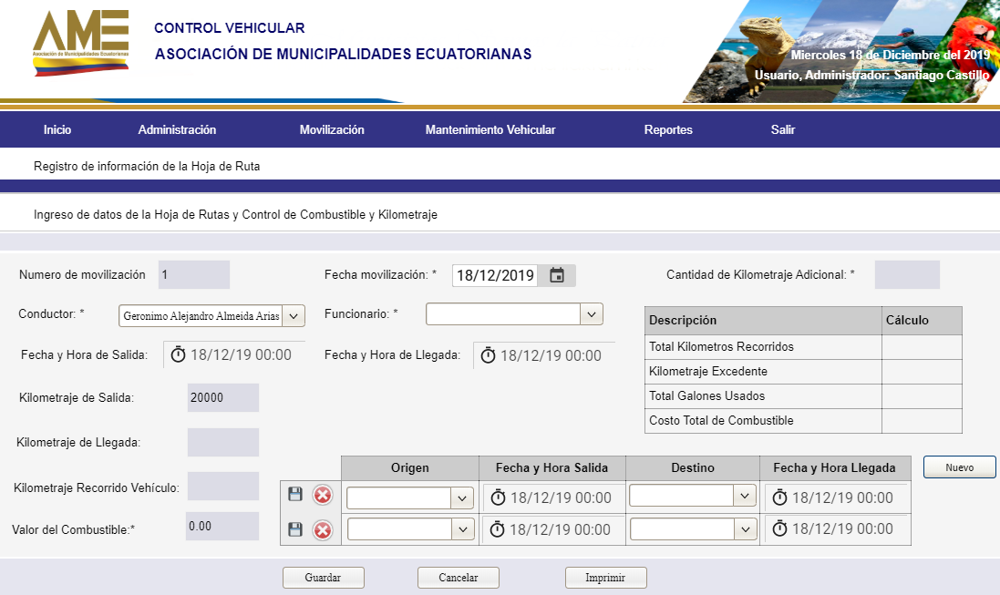 AME
Asociación de Municipalidades Ecuatorianas
CONTROL VEHICULAR
ASOCIACIÓN DE MUNICIPALIDADES ECUATORIANAS
Miercoles 18 de Diciembre del 2019
Usuario, Administrador: Santiago Castillo
Inicio Administración Movilización Mantenimiento Vehicular Reportes Salir
Registro de información de la Hoja de Ruta
Ingreso de datos de la Hoja de Rutas y Control de Combustible y Kilometraje
Numero de movilización 1 Fecha movilización: * 18/12/2019 Cantidad de Kilometraje Adicional: *
Conductor: * Geronimo Alejandro Almeida Arias Funcionario: *
Descripción Cálculo
Fecha y Hora de Salida: 18/12/19 00:00 Fecha y Hora de Llegada: 18/12/19 00:00
Total Kilometros Recorridos
Kilometraje Excedente
Total Galones Usados
Costo Total de Combustible
Kilometraje de Salida: 20000
Kilometraje de Llegada:
Kilometraje Recorrido Vehículo:
Valor del Combustible:* 0.00
Origen Fecha y Hora Salida Destino Fecha y Hora Llegada Nuevo
18/12/19 00:00 18/12/19 00:00
18/12/19 00:00 18/12/19 00:00
Guardar Cancelar Imprimir